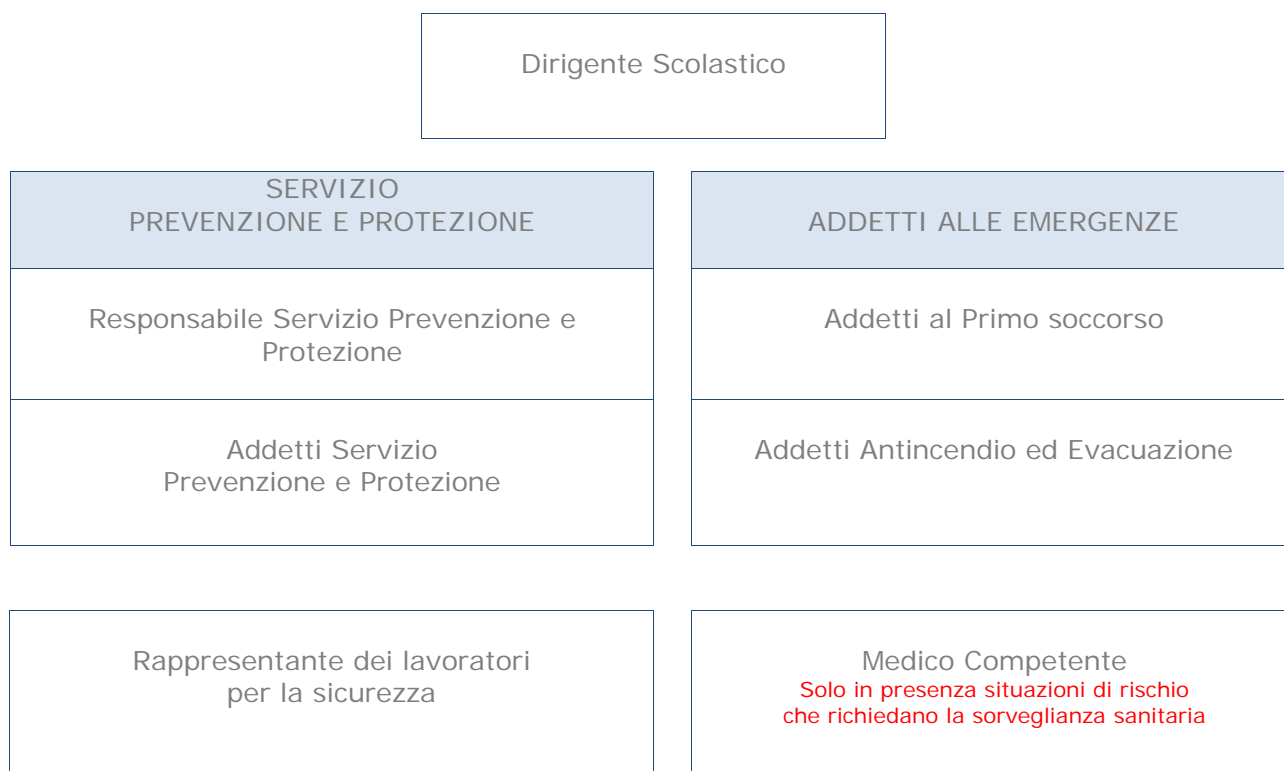 Dirigente Scolastico
SERVIZIO
PREVENZIONE E PROTEZIONE
Responsabile Servizio Prevenzione e
Protezione
Addetti Servizio
Prevenzione e Protezione
ADDETTI ALLE EMERGENZE
Addetti al Primo soccorso
Addetti Antincendio ed Evacuazione
Rappresentante dei lavoratori
per la sicurezza
Medico Competente
Solo in presenza situazioni di rischio
che richiedano la sorveglianza sanitaria